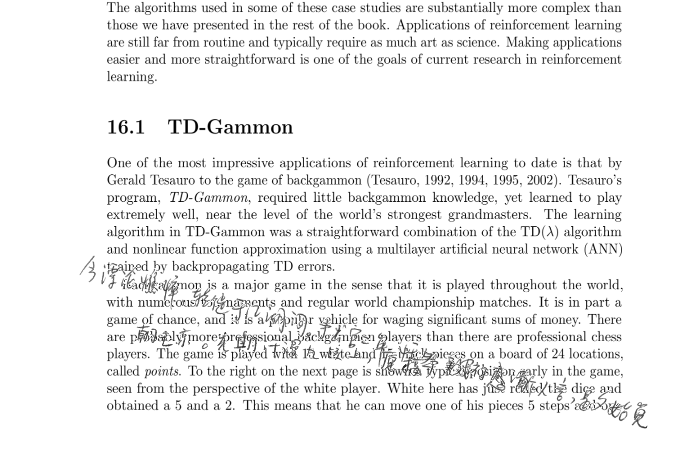 The algorithms used in some of these case studies are substantially more complex than
those we have presented in the rest of the book. Applications of reinforcement learning
are still far from routine and typically require as much art as science. Making applications
easier and more straightforward is one of the goals of current research in reinforcement
learning.
16.1 TD-Gammon
One of the most impressive applications of reinforcement learning to date is that by
Gerald Tesauro to the game of backgammon (Tesauro, 1992, 1994, 1995, 2002). Tesauro's
program, TD-Gammon, required little backgammon knowledge, yet learned to play
extremely well, near the level of the world's strongest grandmasters. The learning
algorithm in TD-Gammon was a straightforward combination of the TD(λ) algorithm
and nonlinear function approximation using a multilayer artificial neural network (ANN)
trained by backpropagating TD errors.
is a major game in the sense that it is played throughout the world,
with numerous tournaments and regular world championship matches. It is in part a
game of chance, and it is a popular vehicle for waging significant sums of money. There
are probably more professional backgammon players than there are professional chess
players. The game is played with 15 white and 15 black pieces on a board of 24 locations,
called points. To the right on the next page is shown a typical position early in the game,
seen from the perspective of the white player. White here has just rolled the dice and
obtained a 5 and a 2. This means that he can move one of his pieces 5 steps